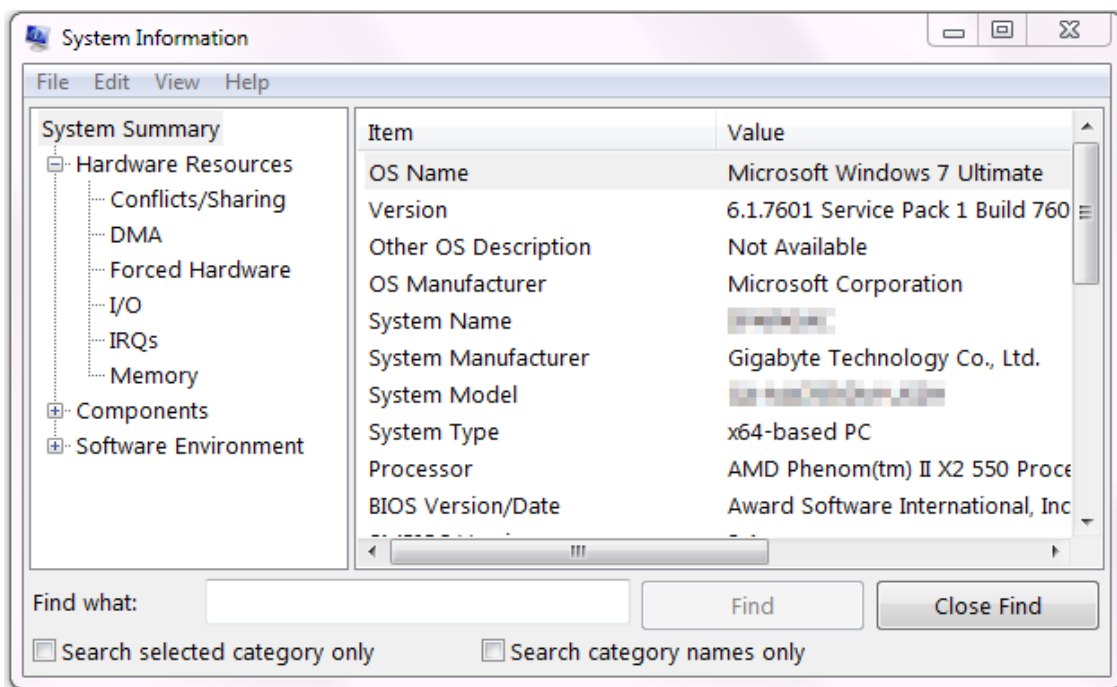 System Information
File Edit View Help
System Summary
Hardware Resources
Conflicts/Sharing
DMA
Forced Hardware
I/O
IRQs
Memory
Components
Software Environment
Item Value
OS Name Microsoft Windows 7 Ultimate
Version 6.1.7601 Service Pack 1 Build 760
Other OS Description Not Available
OS Manufacturer Microsoft Corporation
System Name
System Manufacturer Gigabyte Technology Co., Ltd.
System Model
System Type x64-based PC
Processor AMD Phenom(tm) II X2 550 Proce
BIOS Version/Date Award Software International, Inc
Find what: Find Close Find
Search selected category only Search category names only